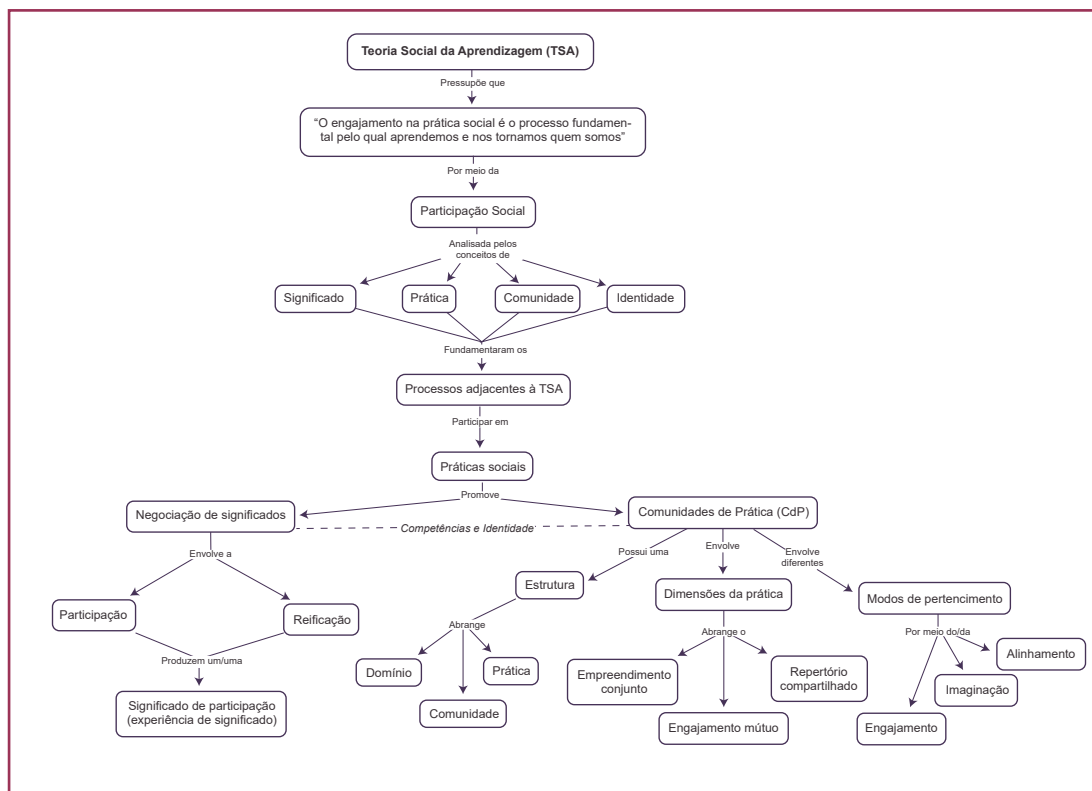 Teoria Social da Aprendizagem (TSA)
Pressupõe que
“O engajamento na prática social é o processo fundamen-
tal pelo qual aprendemos e nos tornamos quem somos”
Por meio da
Participação Social
Analisada pelos
conceitos de
Significado
Prática
Comunidade
Identidade
Fundamentaram os
Processos adjacentes à TSA
Participar em
Práticas sociais
Promove
Negociação de significados
Competências e Identidade
Comunidades de Prática (CdP)
Envolve a
Participação
Reificação
Produzem um/uma
Significado de participação
(experiência de significado)
Possui uma
Estrutura
Abrange
Domínio
Comunidade
Prática
Envolve
Dimensões da prática
Abrange o
Empreendimento
conjunto
Engajamento mútuo
Repertório
compartilhado
Envolve
diferentes
Modos de pertencimento
Por meio do/da
Engajamento
Imaginação
Alinhamento